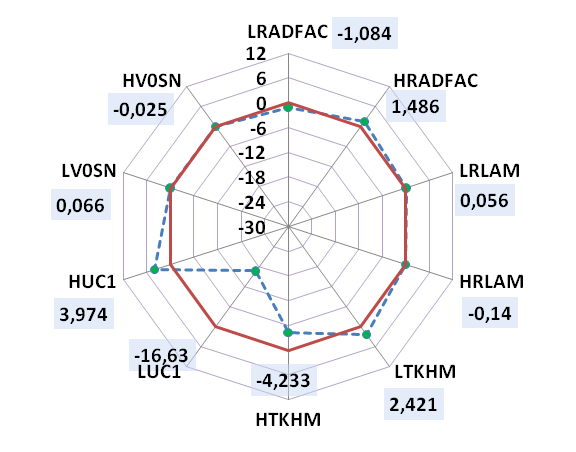 LRADFAC
-1,084
12
6
0
-6
-12
-18
-24
-30
HRADFAC
1,486
LRLAM
0,056
HRLAM
-0,14
LTKHM
2,421
HTKHM
-4,233
LUC1
-16,63
HUC1
3,974
LV0SN
0,066
HV0SN
-0,025